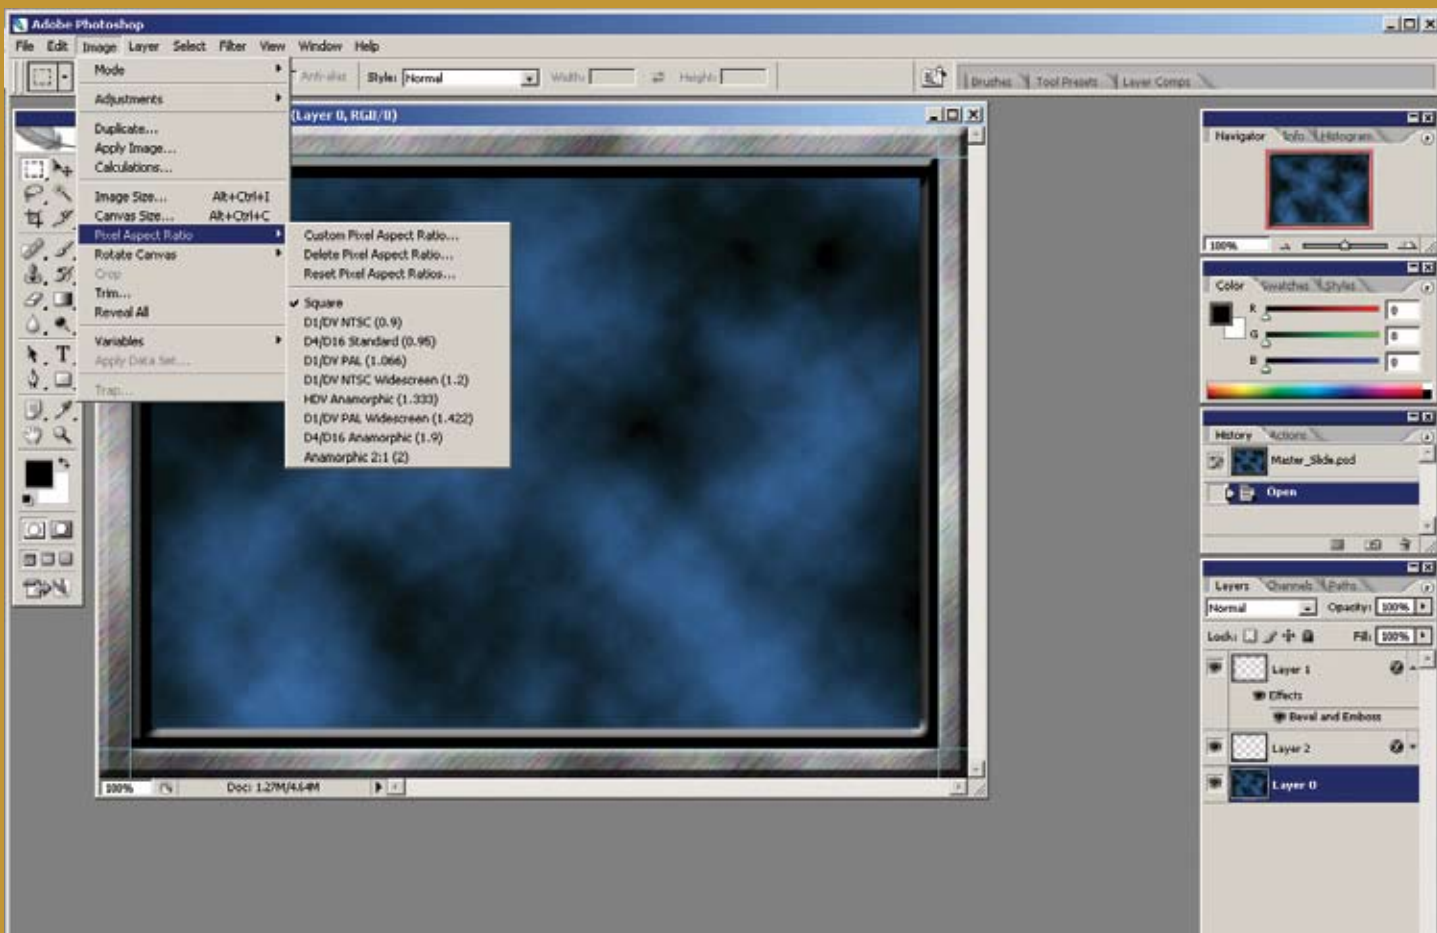 Adobe Photoshop
File Edit Image Layer Select Filter View Window Help
Anti-alias Style: Normal Width: Height: Brushes Tool Presets Layer Comps
Mode
Adjustments
Duplicate...
Apply Image...
Calculations...
Image Size... Alt+Ctrl+I
Canvas Size... Alt+Ctrl+C
Pixel Aspect Ratio
Rotate Canvas
Crop
Trim...
Reveal All
Variables
Apply Data Set...
Trap...
Custom Pixel Aspect Ratio...
Delete Pixel Aspect Ratio...
Reset Pixel Aspect Ratios...
Square
D1/DV NTSC (0.9)
D4/D16 Standard (0.95)
D1/DV PAL (1.066)
D1/DV NTSC Widescreen (1.2)
HDV Anamorphic (1.333)
D1/DV PAL Widescreen (1.422)
D4/D16 Anamorphic (1.9)
Anamorphic 2:1 (2)
(Layer 0, RGB/8)
100% Doc: 1.27M/4.64M
Navigator Info Histogram
100%
Color Swatches Styles
R 0
G 0
B 0
History Actions
Master_Slide.psd
Open
Layers Channels Paths
Normal Opacity: 100%
Lock: Fill: 100%
Layer 1
Effects
Bevel and Emboss
Layer 2
Layer 0